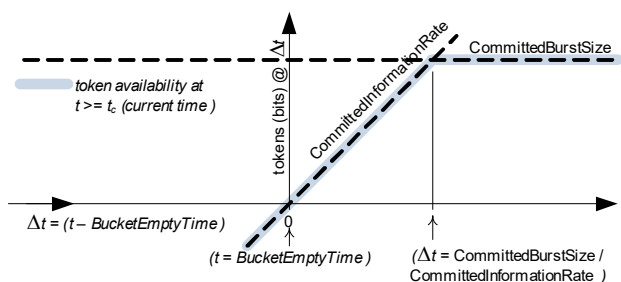 CommittedBurstSize
CommittedInformationRate
tokens (bits) @ Δt
token availability at
t >= tc (current time )
Δt = (t – BucketEmptyTime )
0
(t = BucketEmptyTime )
(Δt = CommittedBurstSize /
CommittedInformationRate )